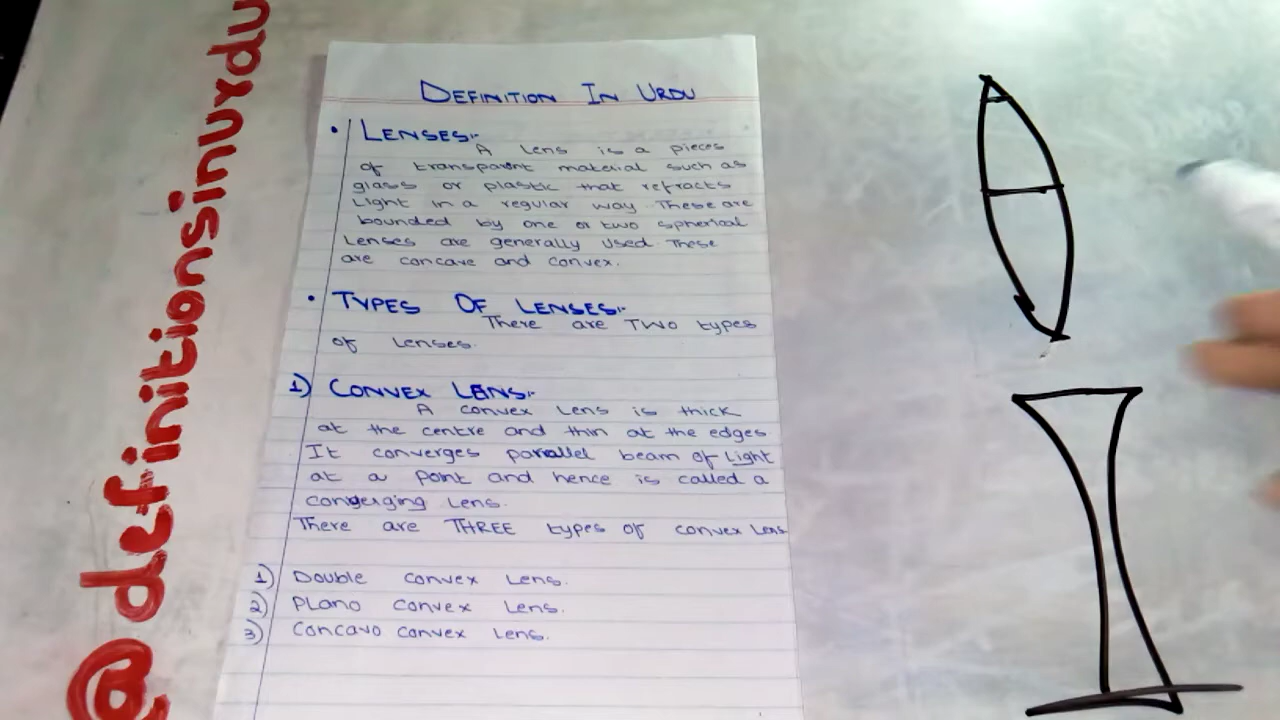 @definitionsinurdu
DEFINITION IN URDU
• LENSES:-
A Lens is a pieces
of transparent material such as
glass or plastic that refracts
Light in a regular way. These are
bounded by one or two spherical
Lenses are generally used. These
are concave and convex.
• TYPES OF LENSES:-
There are TWO types
of Lenses.
1) CONVEX LENS:-
A convex Lens is thick
at the centre and thin at the edges
It converges parallel beam of Light
at a point and hence is called a
converging Lens.
There are THREE types of convex Lens
1) Double convex Lens.
2) Plano convex Lens.
3) Concavo convex Lens.